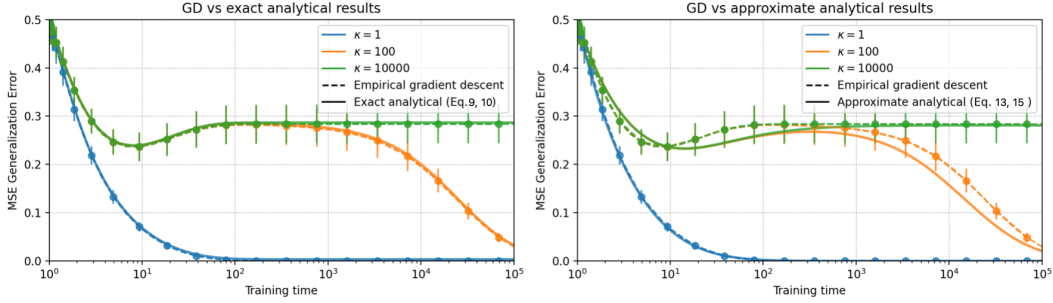 GD vs exact analytical results
MSE Generalization Error
0.5
0.4
0.3
0.2
0.1
0.0
κ = 1
κ = 100
κ = 10000
Empirical gradient descent
Exact analytical (Eq.9, 10)
10⁰
10¹
10²
10³
10⁴
10⁵
Training time
GD vs approximate analytical results
MSE Generalization Error
0.5
0.4
0.3
0.2
0.1
0.0
κ = 1
κ = 100
κ = 10000
Empirical gradient descent
Approximate analytical (Eq. 13, 15 )
10⁰
10¹
10²
10³
10⁴
10⁵
Training time